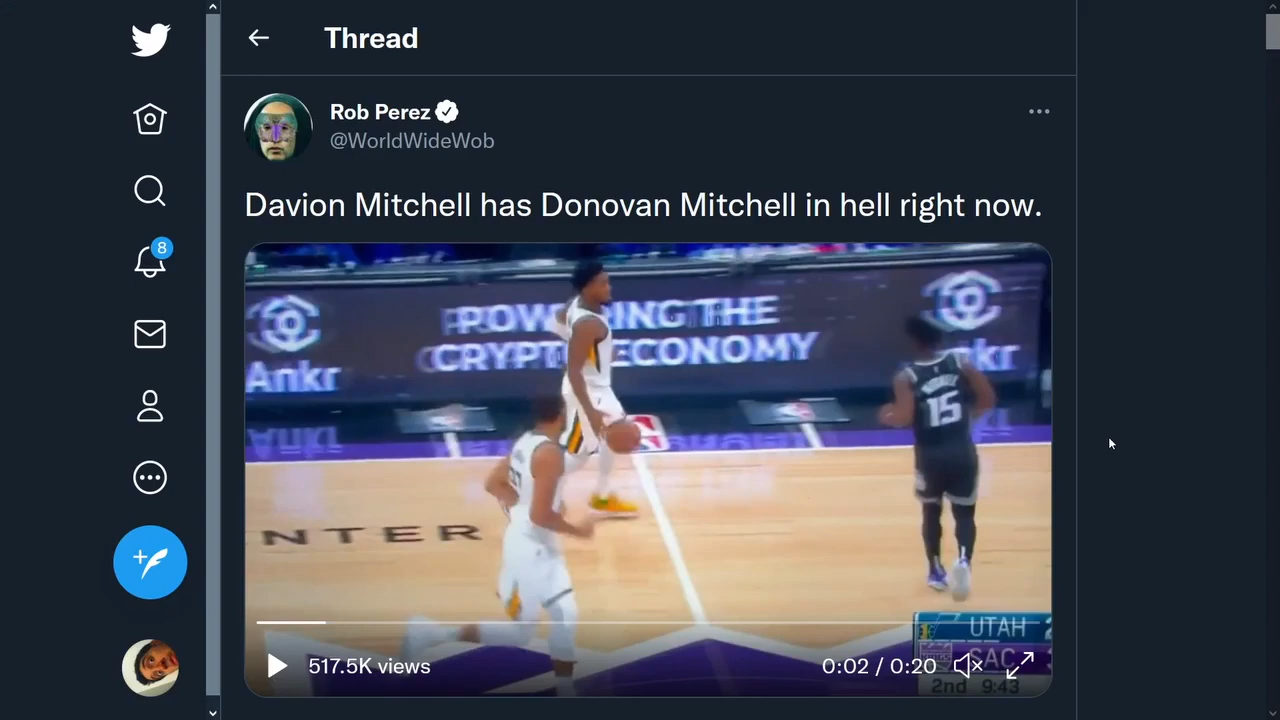 Thread
Rob Perez
@WorldWideWob
8
Davion Mitchell has Donovan Mitchell in hell right now.
POWERING THE
CRYPTO ECONOMY
Ankr
15
NTER
UTAH
SAC
2nd 9:43
517.5K views
0:02 / 0:20